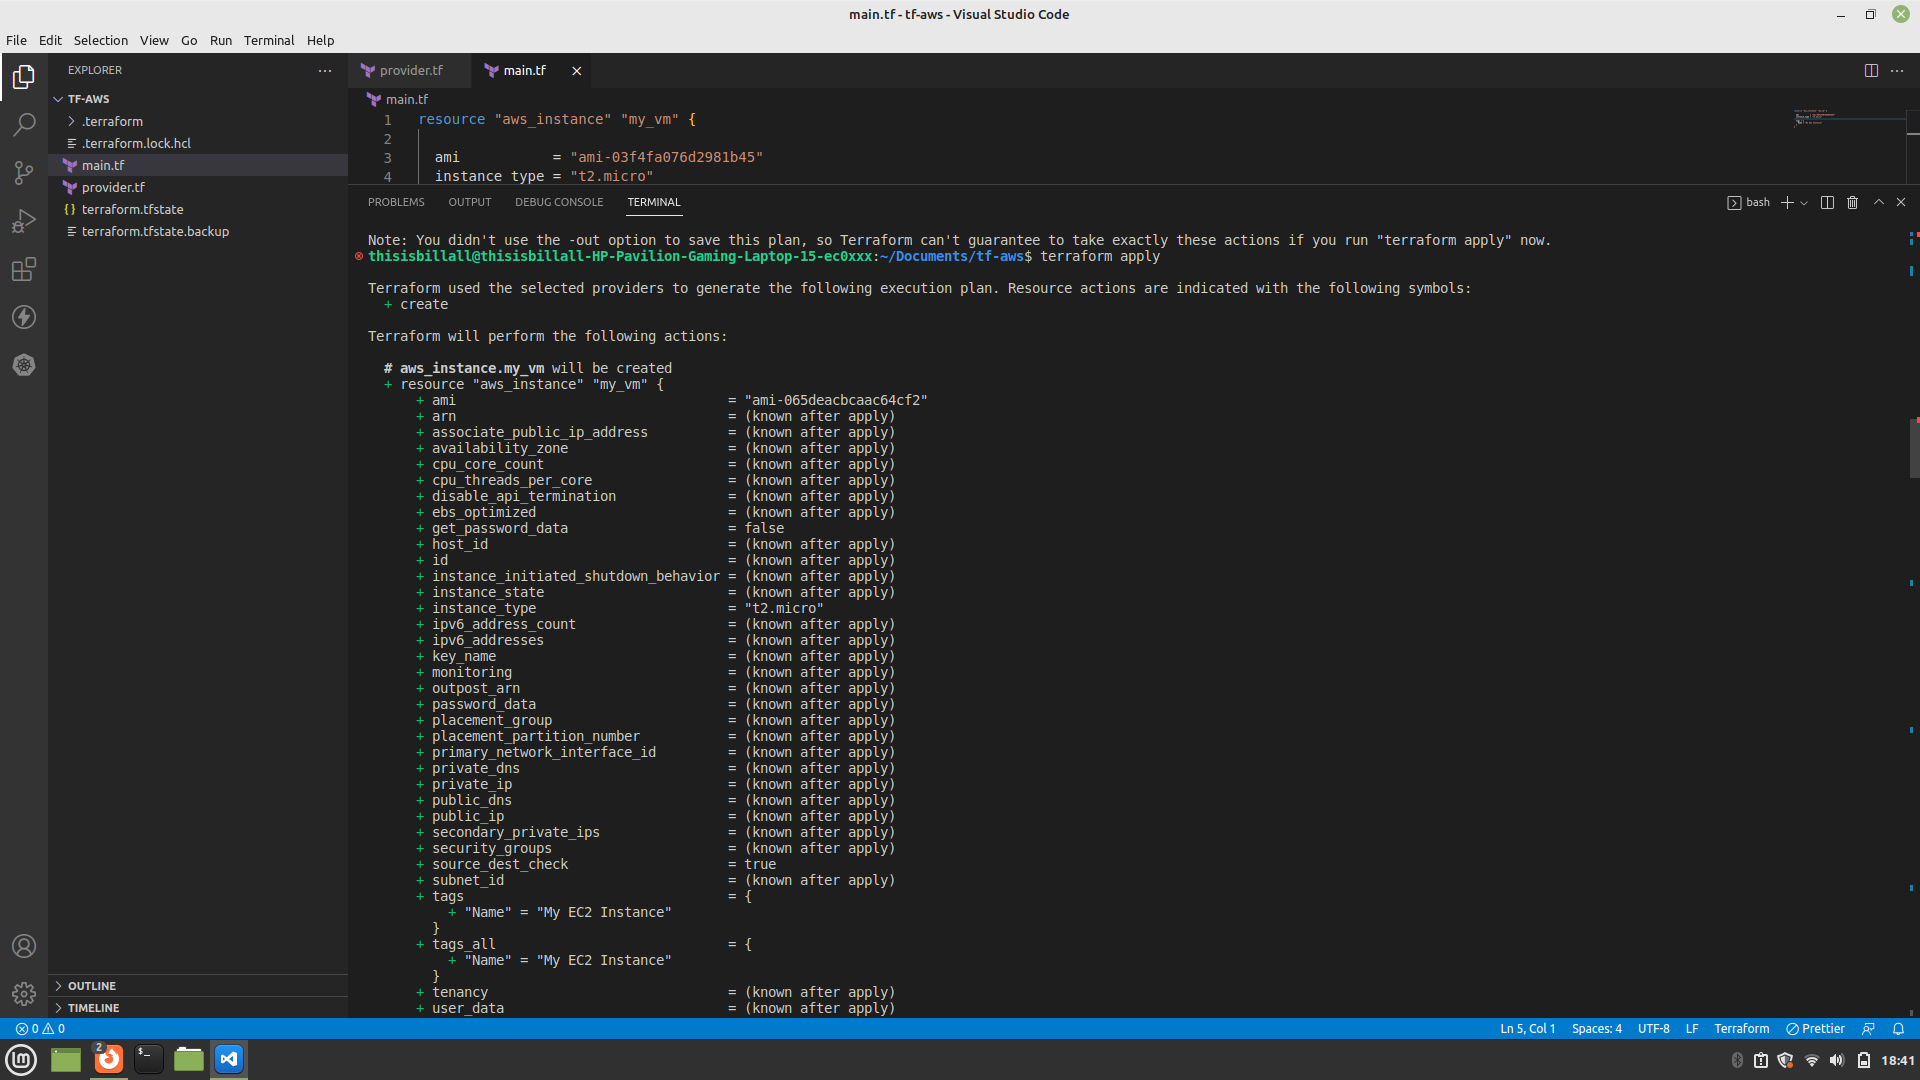 main.tf - tf-aws - Visual Studio Code
File Edit Selection View Go Run Terminal Help
EXPLORER
TF-AWS
.terraform
.terraform.lock.hcl
main.tf
provider.tf
terraform.tfstate
terraform.tfstate.backup
OUTLINE
TIMELINE
provider.tf main.tf
main.tf
1 resource "aws_instance" "my_vm" {
2
3 ami = "ami-03f4fa076d2981b45"
4 instance_type = "t2.micro"
PROBLEMS OUTPUT DEBUG CONSOLE TERMINAL bash
Note: You didn't use the -out option to save this plan, so Terraform can't guarantee to take exactly these actions if you run "terraform apply" now.
thisisbillall@thisisbillall-HP-Pavilion-Gaming-Laptop-15-ec0xxx:~/Documents/tf-aws$ terraform apply
Terraform used the selected providers to generate the following execution plan. Resource actions are indicated with the following symbols:
+ create
Terraform will perform the following actions:
# aws_instance.my_vm will be created
+ resource "aws_instance" "my_vm" {
+ ami = "ami-065deacbcaac64cf2"
+ arn = (known after apply)
+ associate_public_ip_address = (known after apply)
+ availability_zone = (known after apply)
+ cpu_core_count = (known after apply)
+ cpu_threads_per_core = (known after apply)
+ disable_api_termination = (known after apply)
+ ebs_optimized = (known after apply)
+ get_password_data = false
+ host_id = (known after apply)
+ id = (known after apply)
+ instance_initiated_shutdown_behavior = (known after apply)
+ instance_state = (known after apply)
+ instance_type = "t2.micro"
+ ipv6_address_count = (known after apply)
+ ipv6_addresses = (known after apply)
+ key_name = (known after apply)
+ monitoring = (known after apply)
+ outpost_arn = (known after apply)
+ password_data = (known after apply)
+ placement_group = (known after apply)
+ placement_partition_number = (known after apply)
+ primary_network_interface_id = (known after apply)
+ private_dns = (known after apply)
+ private_ip = (known after apply)
+ public_dns = (known after apply)
+ public_ip = (known after apply)
+ secondary_private_ips = (known after apply)
+ security_groups = (known after apply)
+ source_dest_check = true
+ subnet_id = (known after apply)
+ tags = {
+ "Name" = "My EC2 Instance"
}
+ tags_all = {
+ "Name" = "My EC2 Instance"
}
+ tenancy = (known after apply)
+ user_data = (known after apply)
0 0 Ln 5, Col 1 Spaces: 4 UTF-8 LF Terraform Prettier
2 18:41